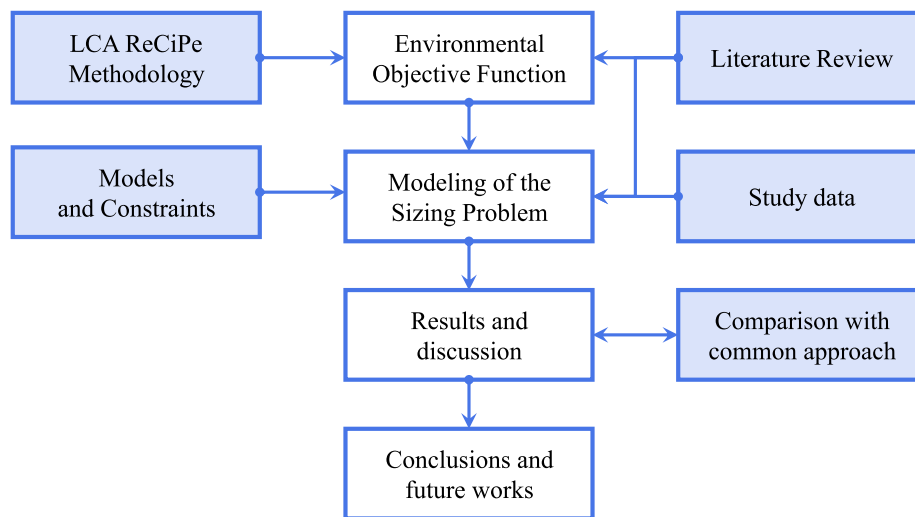 LCA ReCiPe
Methodology
Environmental
Objective Function
Literature Review
Models
and Constraints
Modeling of the
Sizing Problem
Study data
Results and
discussion
Comparison with
common approach
Conclusions and
future works